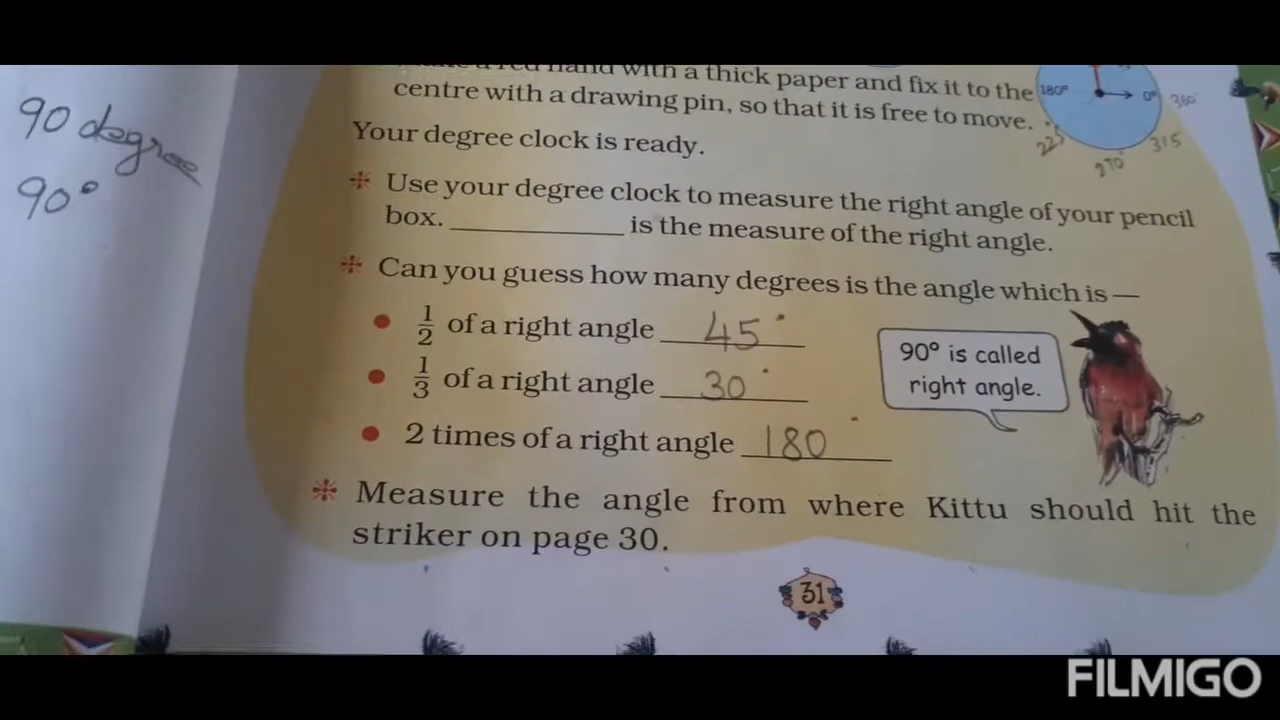 90 degree
90°
a red hand with a thick paper and fix it to the
centre with a drawing pin, so that it is free to move.
Your degree clock is ready.
180°
0°
360°
315
270°
225
Use your degree clock to measure the right angle of your pencil
box. ____________ is the measure of the right angle.
Can you guess how many degrees is the angle which is —
1/2 of a right angle 45°
1/3 of a right angle 30°
2 times of a right angle 180°
90° is called
right angle.
Measure the angle from where Kittu should hit the
striker on page 30.
31
FILMIGO